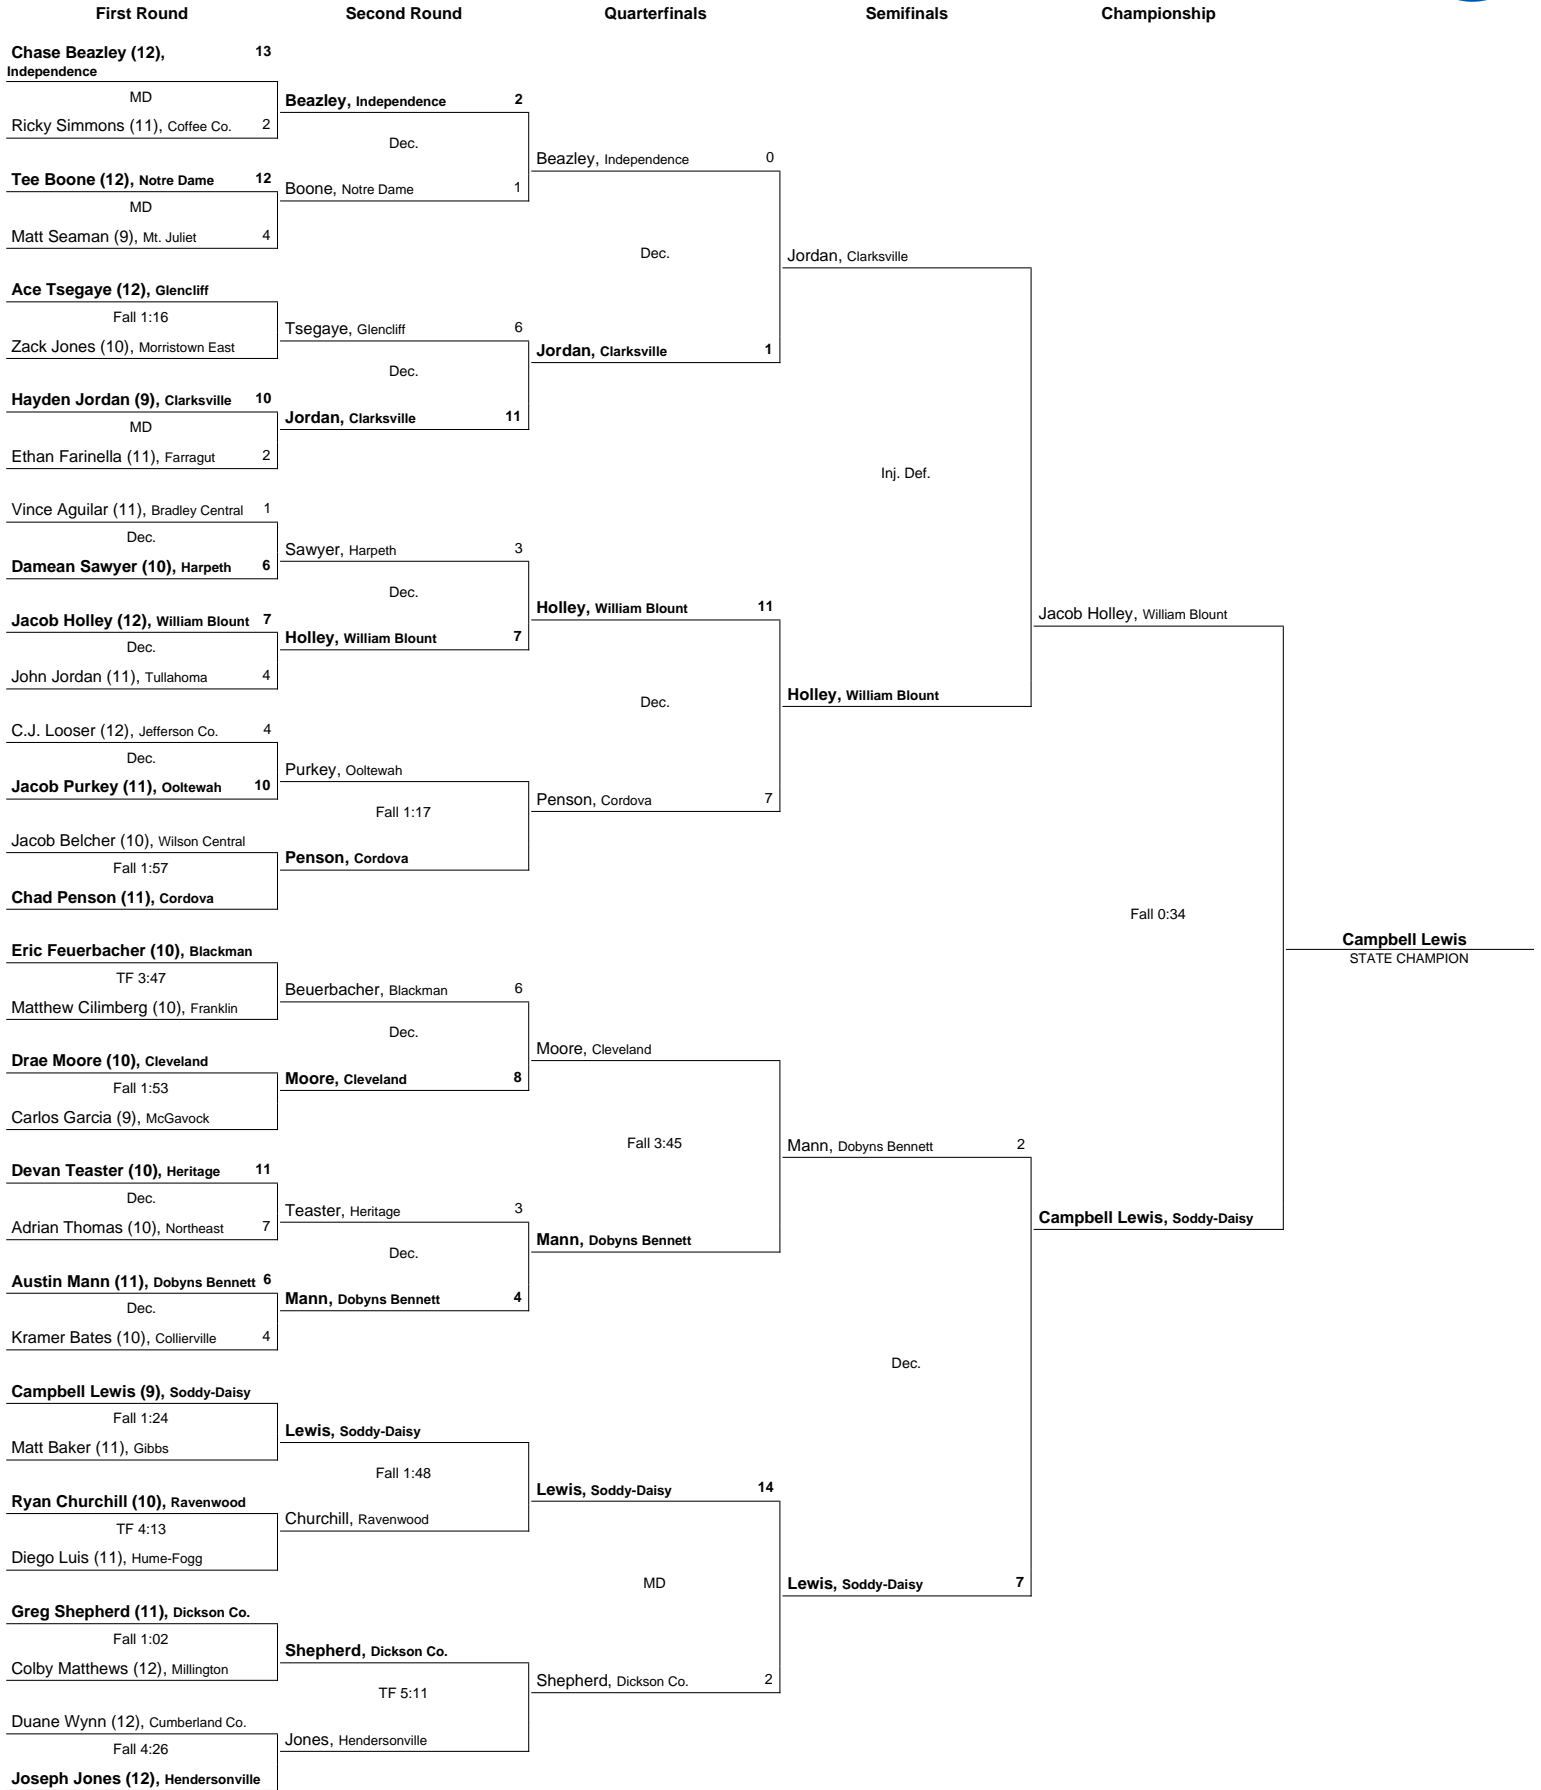 First Round Second Round Quarterfinals Semifinals Championship
Chase Beazley (12), 13
Independence
MD
Ricky Simmons (11), Coffee Co. 2
Tee Boone (12), Notre Dame 12
MD
Matt Seaman (9), Mt. Juliet 4
Ace Tsegaye (12), Glencliff
Fall 1:16
Zack Jones (10), Morristown East
Hayden Jordan (9), Clarksville 10
MD
Ethan Farinella (11), Farragut 2
Vince Aguilar (11), Bradley Central 1
Dec.
Damean Sawyer (10), Harpeth 6
Jacob Holley (12), William Blount 7
Dec.
John Jordan (11), Tullahoma 4
C.J. Looser (12), Jefferson Co. 4
Dec.
Jacob Purkey (11), Ooltewah 10
Jacob Belcher (10), Wilson Central
Fall 1:57
Chad Penson (11), Cordova
Eric Feuerbacher (10), Blackman
TF 3:47
Matthew Cilimberg (10), Franklin
Drae Moore (10), Cleveland
Fall 1:53
Carlos Garcia (9), McGavock
Devan Teaster (10), Heritage 11
Dec.
Adrian Thomas (10), Northeast 7
Austin Mann (11), Dobyns Bennett 6
Dec.
Kramer Bates (10), Collierville 4
Campbell Lewis (9), Soddy-Daisy
Fall 1:24
Matt Baker (11), Gibbs
Ryan Churchill (10), Ravenwood
TF 4:13
Diego Luis (11), Hume-Fogg
Greg Shepherd (11), Dickson Co.
Fall 1:02
Colby Matthews (12), Millington
Duane Wynn (12), Cumberland Co.
Fall 4:26
Joseph Jones (12), Hendersonville
Beazley, Independence 2
Dec.
Boone, Notre Dame 1
Tsegaye, Glencliff 6
Dec.
Jordan, Clarksville 11
Sawyer, Harpeth 3
Dec.
Holley, William Blount 7
Purkey, Ooltewah
Fall 1:17
Penson, Cordova
Beuerbacher, Blackman 6
Dec.
Moore, Cleveland 8
Teaster, Heritage 3
Dec.
Mann, Dobyns Bennett 4
Lewis, Soddy-Daisy
Fall 1:48
Churchill, Ravenwood
Shepherd, Dickson Co.
TF 5:11
Jones, Hendersonville
Beazley, Independence 0
Dec.
Jordan, Clarksville 1
Holley, William Blount 11
Dec.
Penson, Cordova 7
Moore, Cleveland
Fall 3:45
Mann, Dobyns Bennett
Lewis, Soddy-Daisy 14
MD
Shepherd, Dickson Co. 2
Jordan, Clarksville
Inj. Def.
Holley, William Blount
Mann, Dobyns Bennett 2
Dec.
Lewis, Soddy-Daisy 7
Jacob Holley, William Blount
Fall 0:34
Campbell Lewis, Soddy-Daisy
Campbell Lewis
STATE CHAMPION